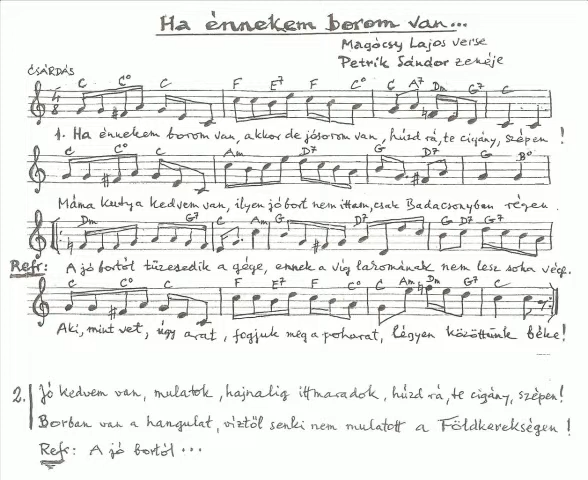 Ha énnekem borom van...
Magócsy Lajos verse
Petrik Sándor zenéje
CSÁRDÁS
C C° C F E7 F C° C A7 Dm G7 C
1. Ha énnekem borom van, akkor de jósorom van, húzd rá, te cigány, szépen!
C C° C Am D7 G D7 G B°
Máma kutya kedvem van, ilyen jó bort nem ittam, csak Badacsonyban régen.
Dm G7 C Am G D7 G D7 G7
Refr: A jó bortól tüzesedik a gége, ennek a víg lakomának nem lesz soha vége.
C C° C F E7 F C° C Am Dm G7 C
Aki, mint vet, úgy arat, fogjuk meg a poharat, légyen közöttünk béke!
2. Jó kedvem van, mulatok, hajnalig ittmaradok, húzd rá, te cigány, szépen!
Borban van a hangulat, víztől senki nem mulatott a Földkerekségen!
Refr: A jó bortól...